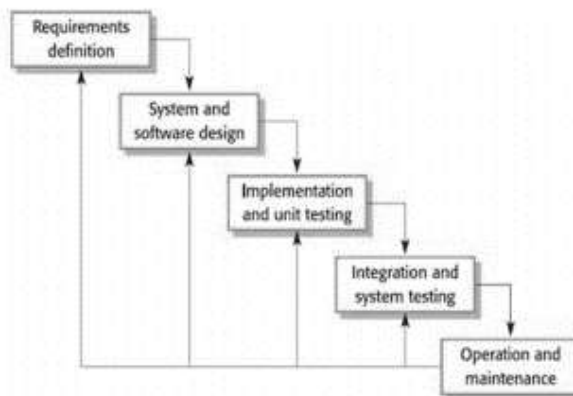 Requirements
definition
System and
software design
Implementation
and unit testing
Integration and
system testing
Operation and
maintenance